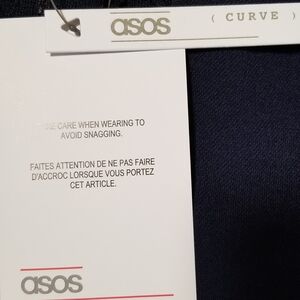 asos ( CURVE )
CARE WHEN WEARING TO
AVOID SNAGGING.
FAITES ATTENTION DE NE PAS FAIRE
D'ACCROC LORSQUE VOUS PORTEZ
CET ARTICLE.
asos